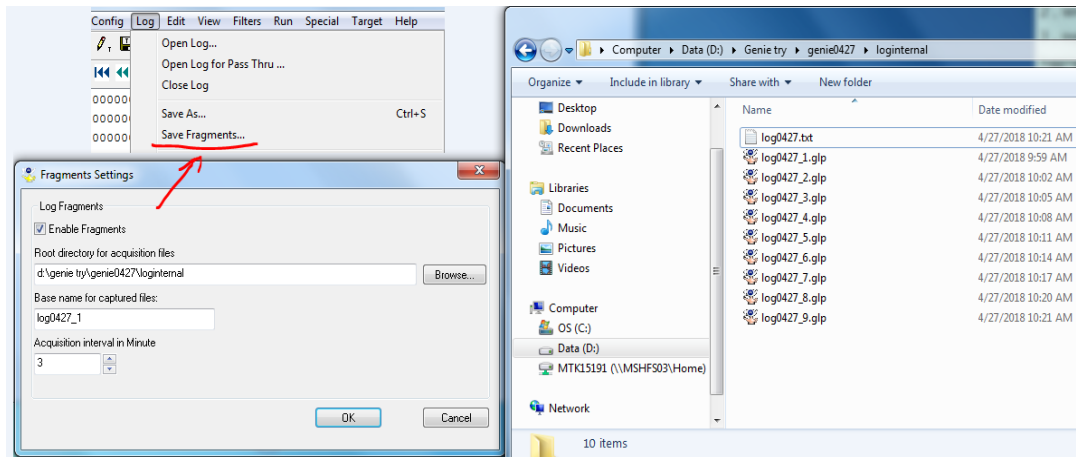 Config Log Edit View Filters Run Special Target Help
Open Log...
Open Log for Pass Thru ...
Close Log
Save As... Ctrl+S
Save Fragments...
Fragments Settings
Log Fragments
Enable Fragments
Root directory for acquisition files
d:\genie try\genie0427\loginternal
Browse...
Base name for captured files:
log0427_1
Acquisition interval in Minute
3
OK Cancel
Computer Data (D:) Genie try genie0427 loginternal
Organize Include in library Share with New folder
Desktop
Downloads
Recent Places
Libraries
Documents
Music
Pictures
Videos
Computer
OS (C:)
Data (D:)
MTK15191 (\\MSHFS03\Home)
Network
Name Date modified
log0427.txt 4/27/2018 10:21 AM
log0427_1.glp 4/27/2018 9:59 AM
log0427_2.glp 4/27/2018 10:02 AM
log0427_3.glp 4/27/2018 10:05 AM
log0427_4.glp 4/27/2018 10:08 AM
log0427_5.glp 4/27/2018 10:11 AM
log0427_6.glp 4/27/2018 10:14 AM
log0427_7.glp 4/27/2018 10:17 AM
log0427_8.glp 4/27/2018 10:20 AM
log0427_9.glp 4/27/2018 10:21 AM
10 items